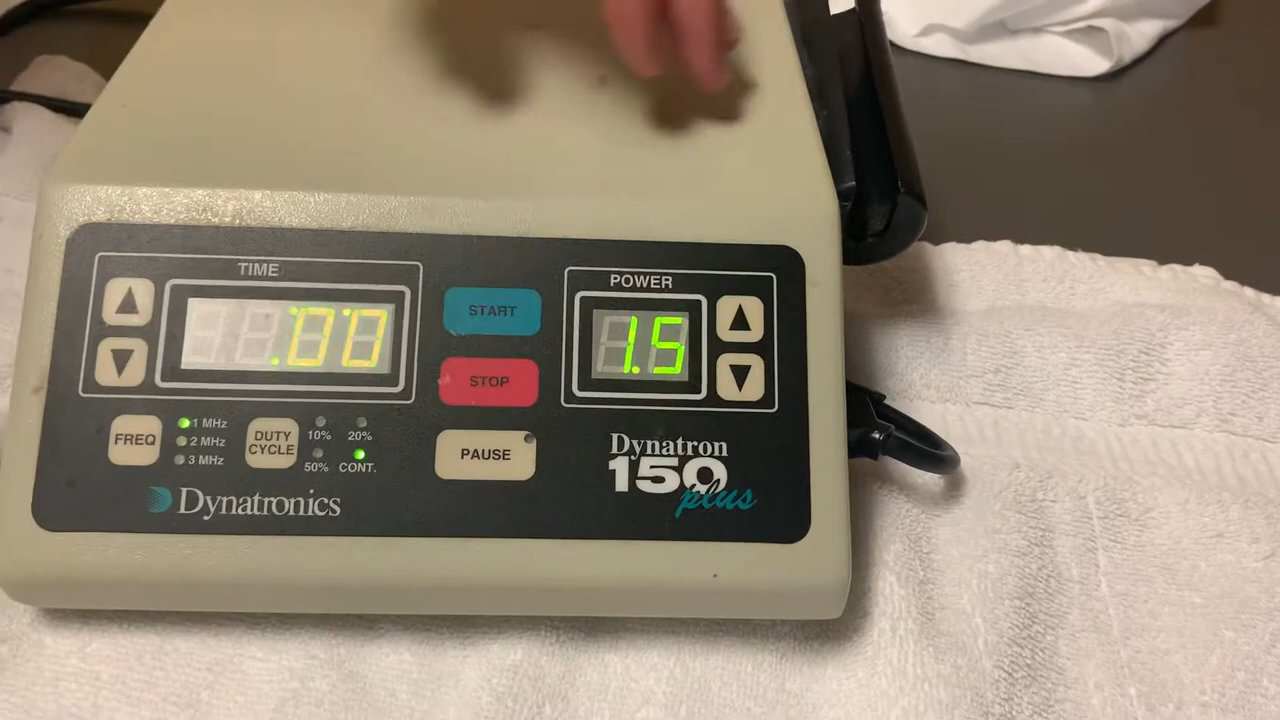 TIME
.00
START
STOP
PAUSE
POWER
1.5
FREQ
1 MHz
2 MHz
3 MHz
DUTY
CYCLE
10%
20%
50%
CONT.
Dynatronics
Dynatron
150
plus